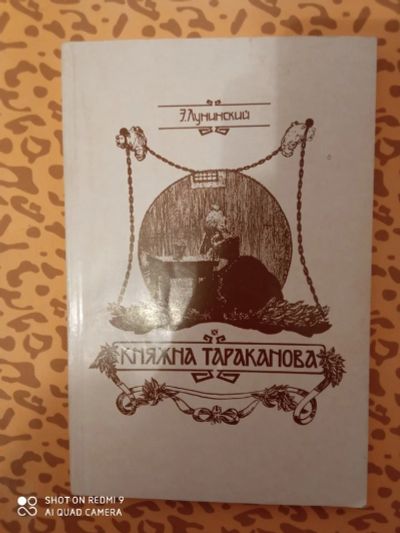 Э. Лунинский
КНЯЖНА ТАРАКАНОВА
SHOT ON REDMI 9
AI QUAD CAMERA